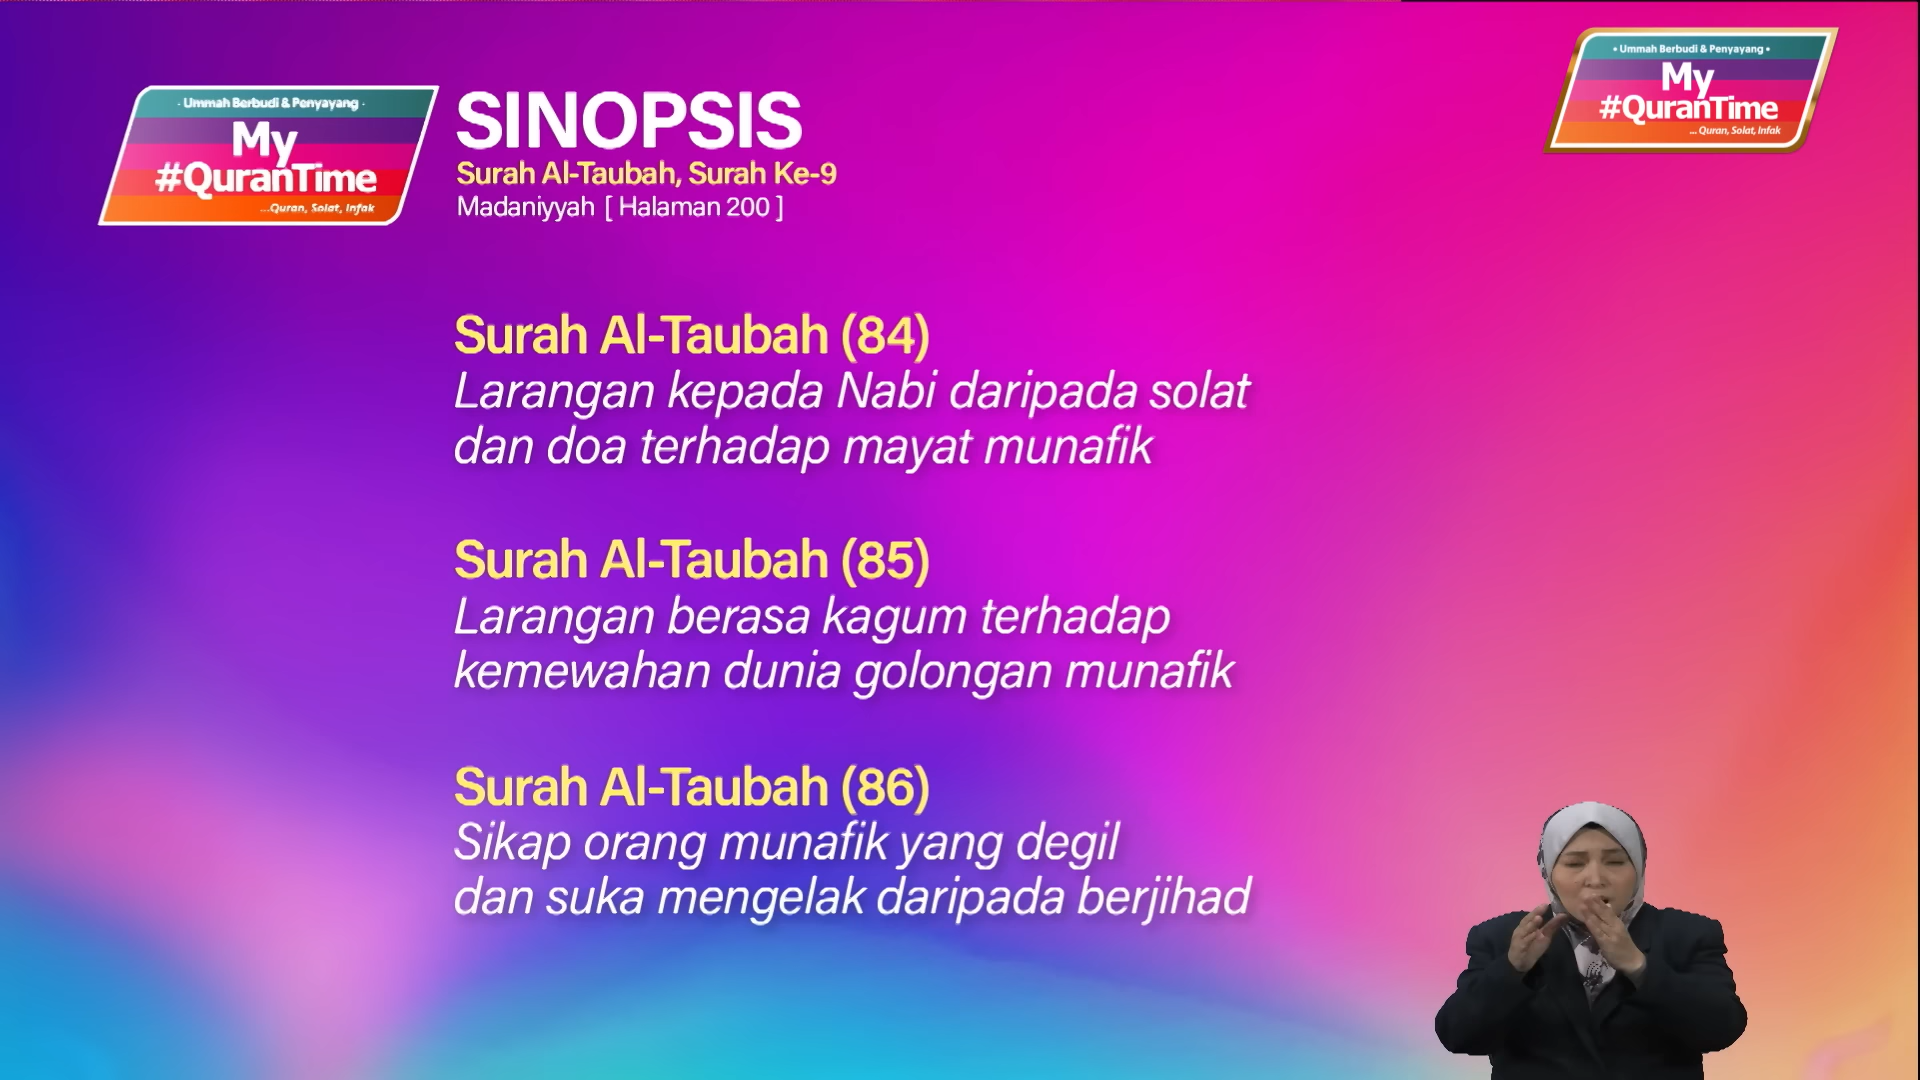 · Ummah Berbudi & Penyayang ·
My
#QuranTime
...Quran, Solat, Infak
SINOPSIS
Surah Al-Taubah, Surah Ke-9
Madaniyyah [ Halaman 200 ]
• Ummah Berbudi & Penyayang •
My
#QuranTime
... Quran, Solat, Infak
Surah Al-Taubah (84)
Larangan kepada Nabi daripada solat
dan doa terhadap mayat munafik
Surah Al-Taubah (85)
Larangan berasa kagum terhadap
kemewahan dunia golongan munafik
Surah Al-Taubah (86)
Sikap orang munafik yang degil
dan suka mengelak daripada berjihad